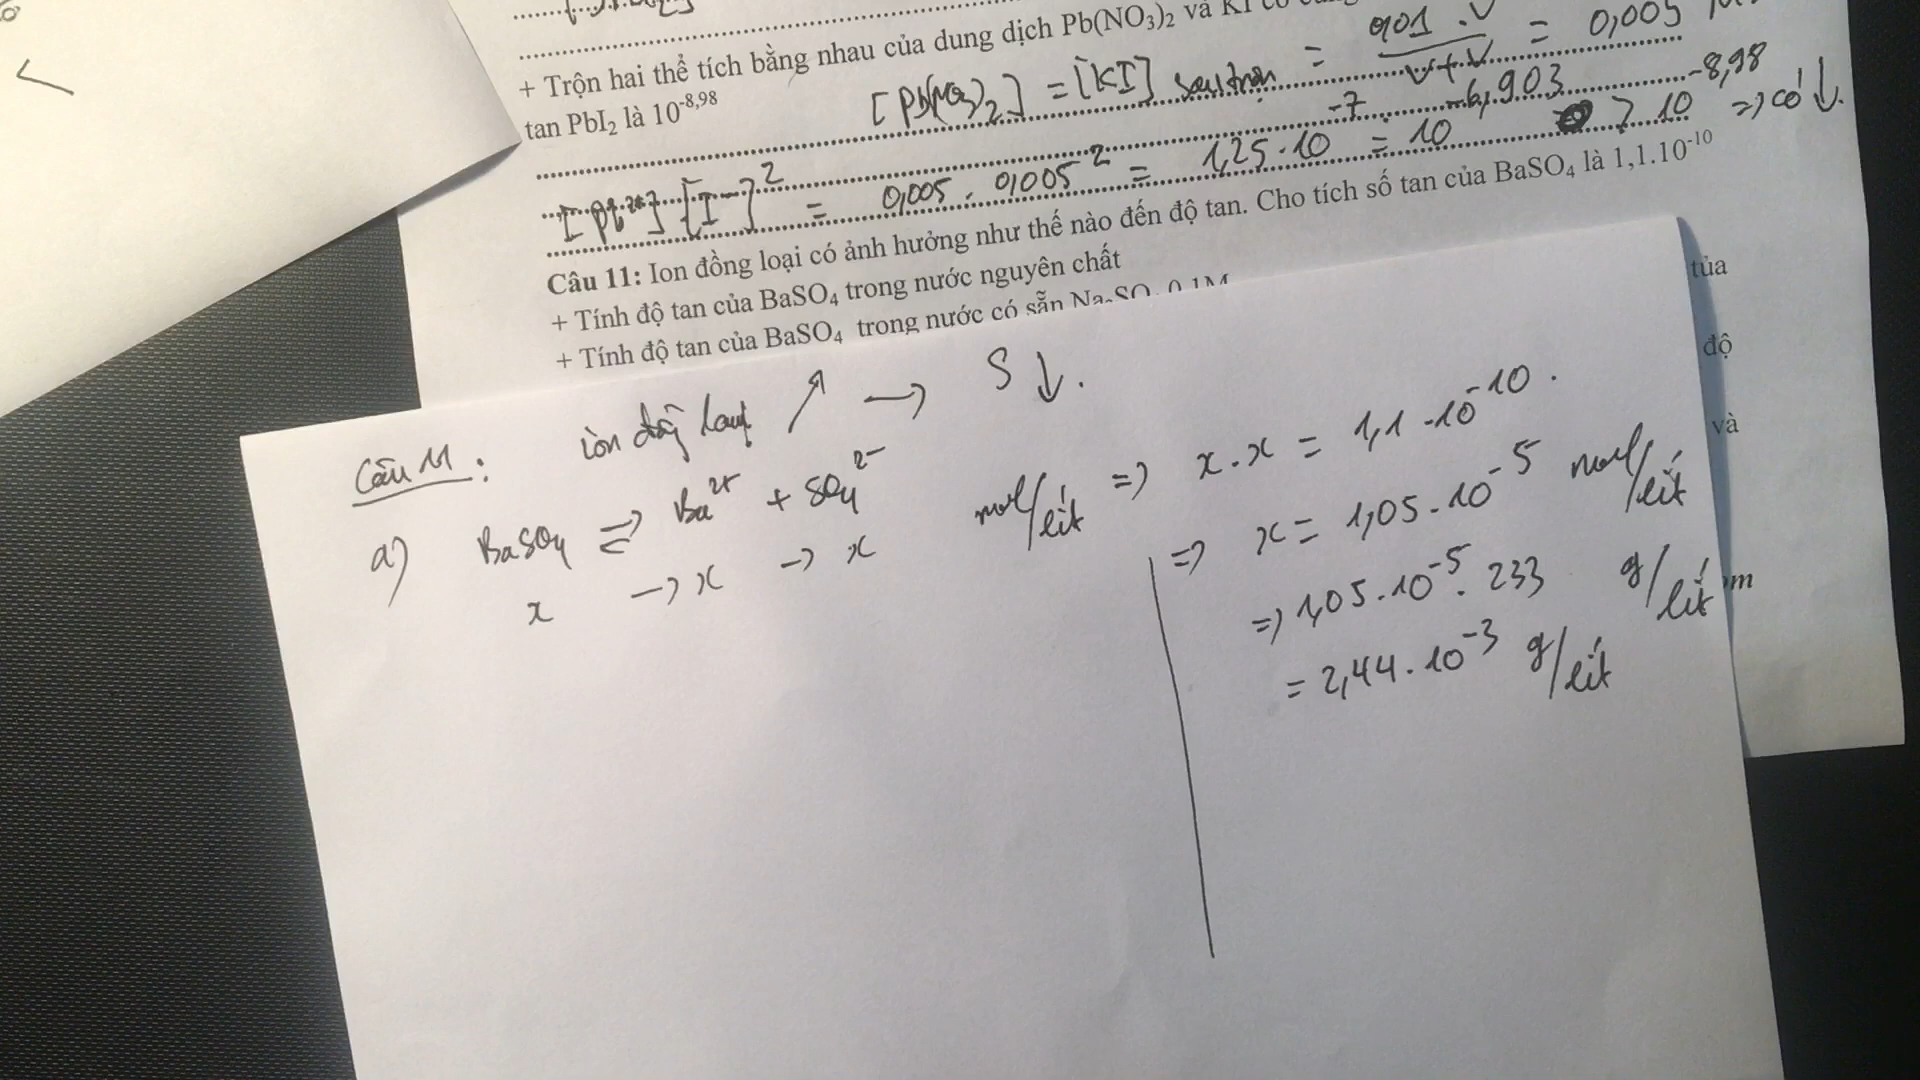 + Trộn hai thể tích bằng nhau của dung dịch Pb(NO₃)₂ và KI có
tan PbI₂ là 10⁻⁸,⁹⁸
[Pb(NO₃)₂] = [KI] sau trộn = 0,01 . V / V + V = 0,005
[Pb²⁺] [I⁻]² = 0,005 . 0,005² = 1,25 . 10⁻⁷ = 10⁻⁶,⁹⁰³ > 10⁻⁸,⁹⁸ => có ↓.
Câu 11: Ion đồng loại có ảnh hưởng như thế nào đến độ tan. Cho tích số tan của BaSO₄ là 1,1.10⁻¹⁰
+ Tính độ tan của BaSO₄ trong nước nguyên chất
+ Tính độ tan của BaSO₄ trong nước có sẵn Na₂SO₄ 0,1M
tủa
độ
và
Câu 11: ion đồng loại ↗ → S ↓.
a) BaSO₄ ⇌ Ba²⁺ + SO₄²⁻
x → x → x mol/lít => x . x = 1,1 . 10⁻¹⁰.
=> x = 1,05 . 10⁻⁵ mol/lít
=> 1,05 . 10⁻⁵ . 233 g/lít
= 2,44 . 10⁻³ g/lít